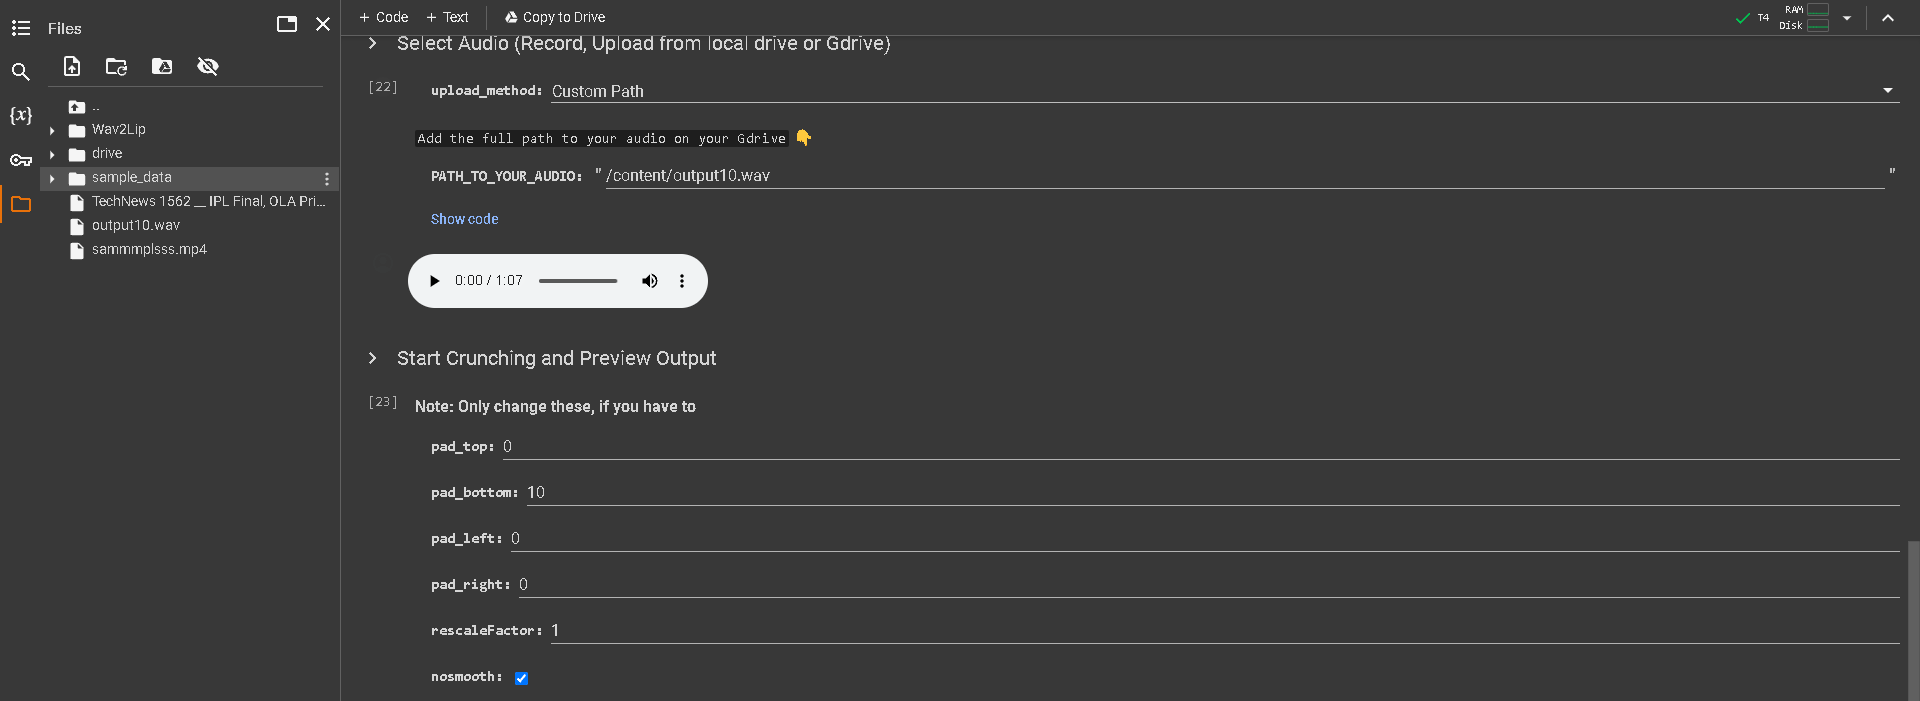 Files
+ Code + Text Copy to Drive
T4 RAM Disk
{x}
..
Wav2Lip
drive
sample_data
TechNews 1562 __ IPL Final, OLA Pri...
output10.wav
sammmplsss.mp4
Select Audio (Record, Upload from local drive or Gdrive)
[22] upload_method: Custom Path
Add the full path to your audio on your Gdrive 👇
PATH_TO_YOUR_AUDIO: "/content/output10.wav "
Show code
0:00 / 1:07
Start Crunching and Preview Output
[23] Note: Only change these, if you have to
pad_top: 0
pad_bottom: 10
pad_left: 0
pad_right: 0
rescaleFactor: 1
nosmooth: